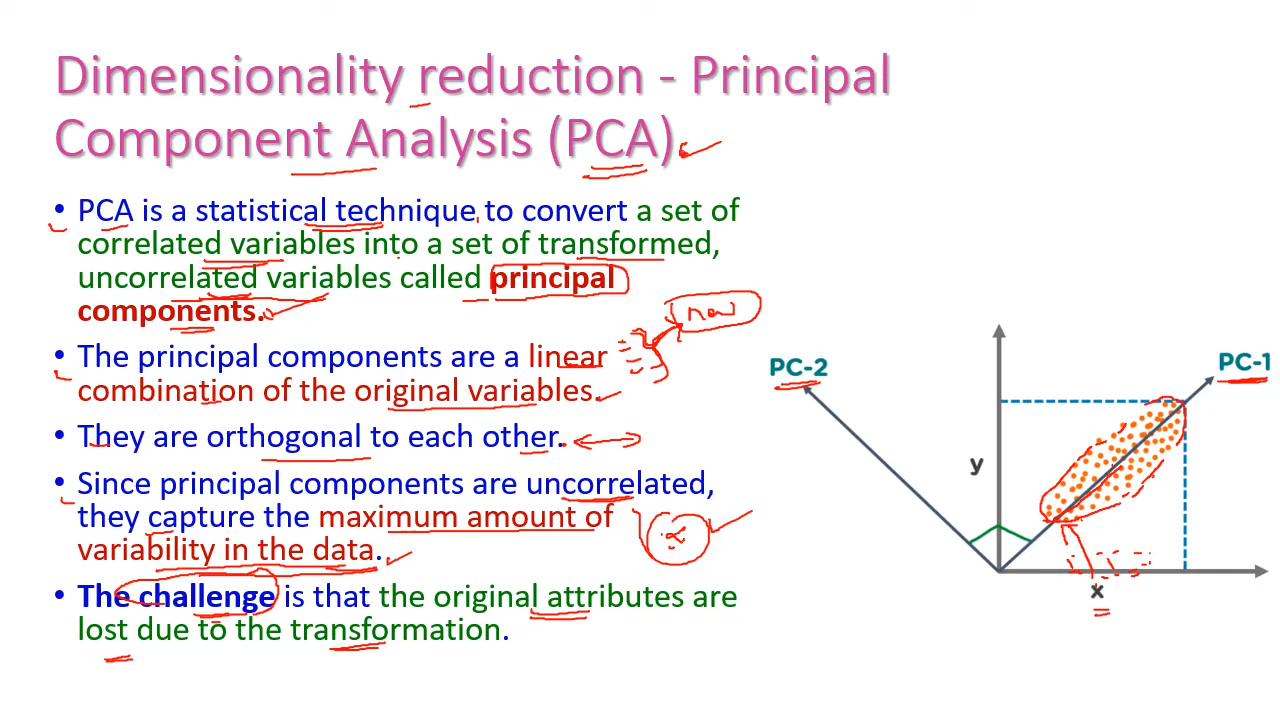 Dimensionality reduction - Principal
Component Analysis (PCA)
• PCA is a statistical technique to convert a set of
correlated variables into a set of transformed,
uncorrelated variables called principal
components.
new
• The principal components are a linear
combination of the original variables.
• They are orthogonal to each other.
• Since principal components are uncorrelated,
they capture the maximum amount of
variability in the data.
• The challenge is that the original attributes are
lost due to the transformation.
PC-2
PC-1
y
x